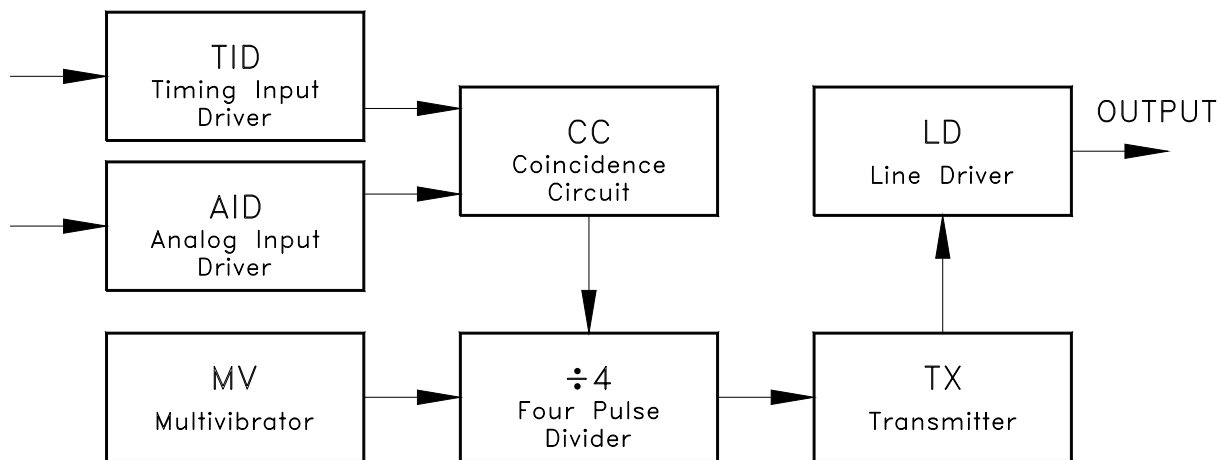 TID
Timing Input
Driver
AID
Analog Input
Driver
CC
Coincidence
Circuit
LD
Line Driver
OUTPUT
MV
Multivibrator
÷4
Four Pulse
Divider
TX
Transmitter